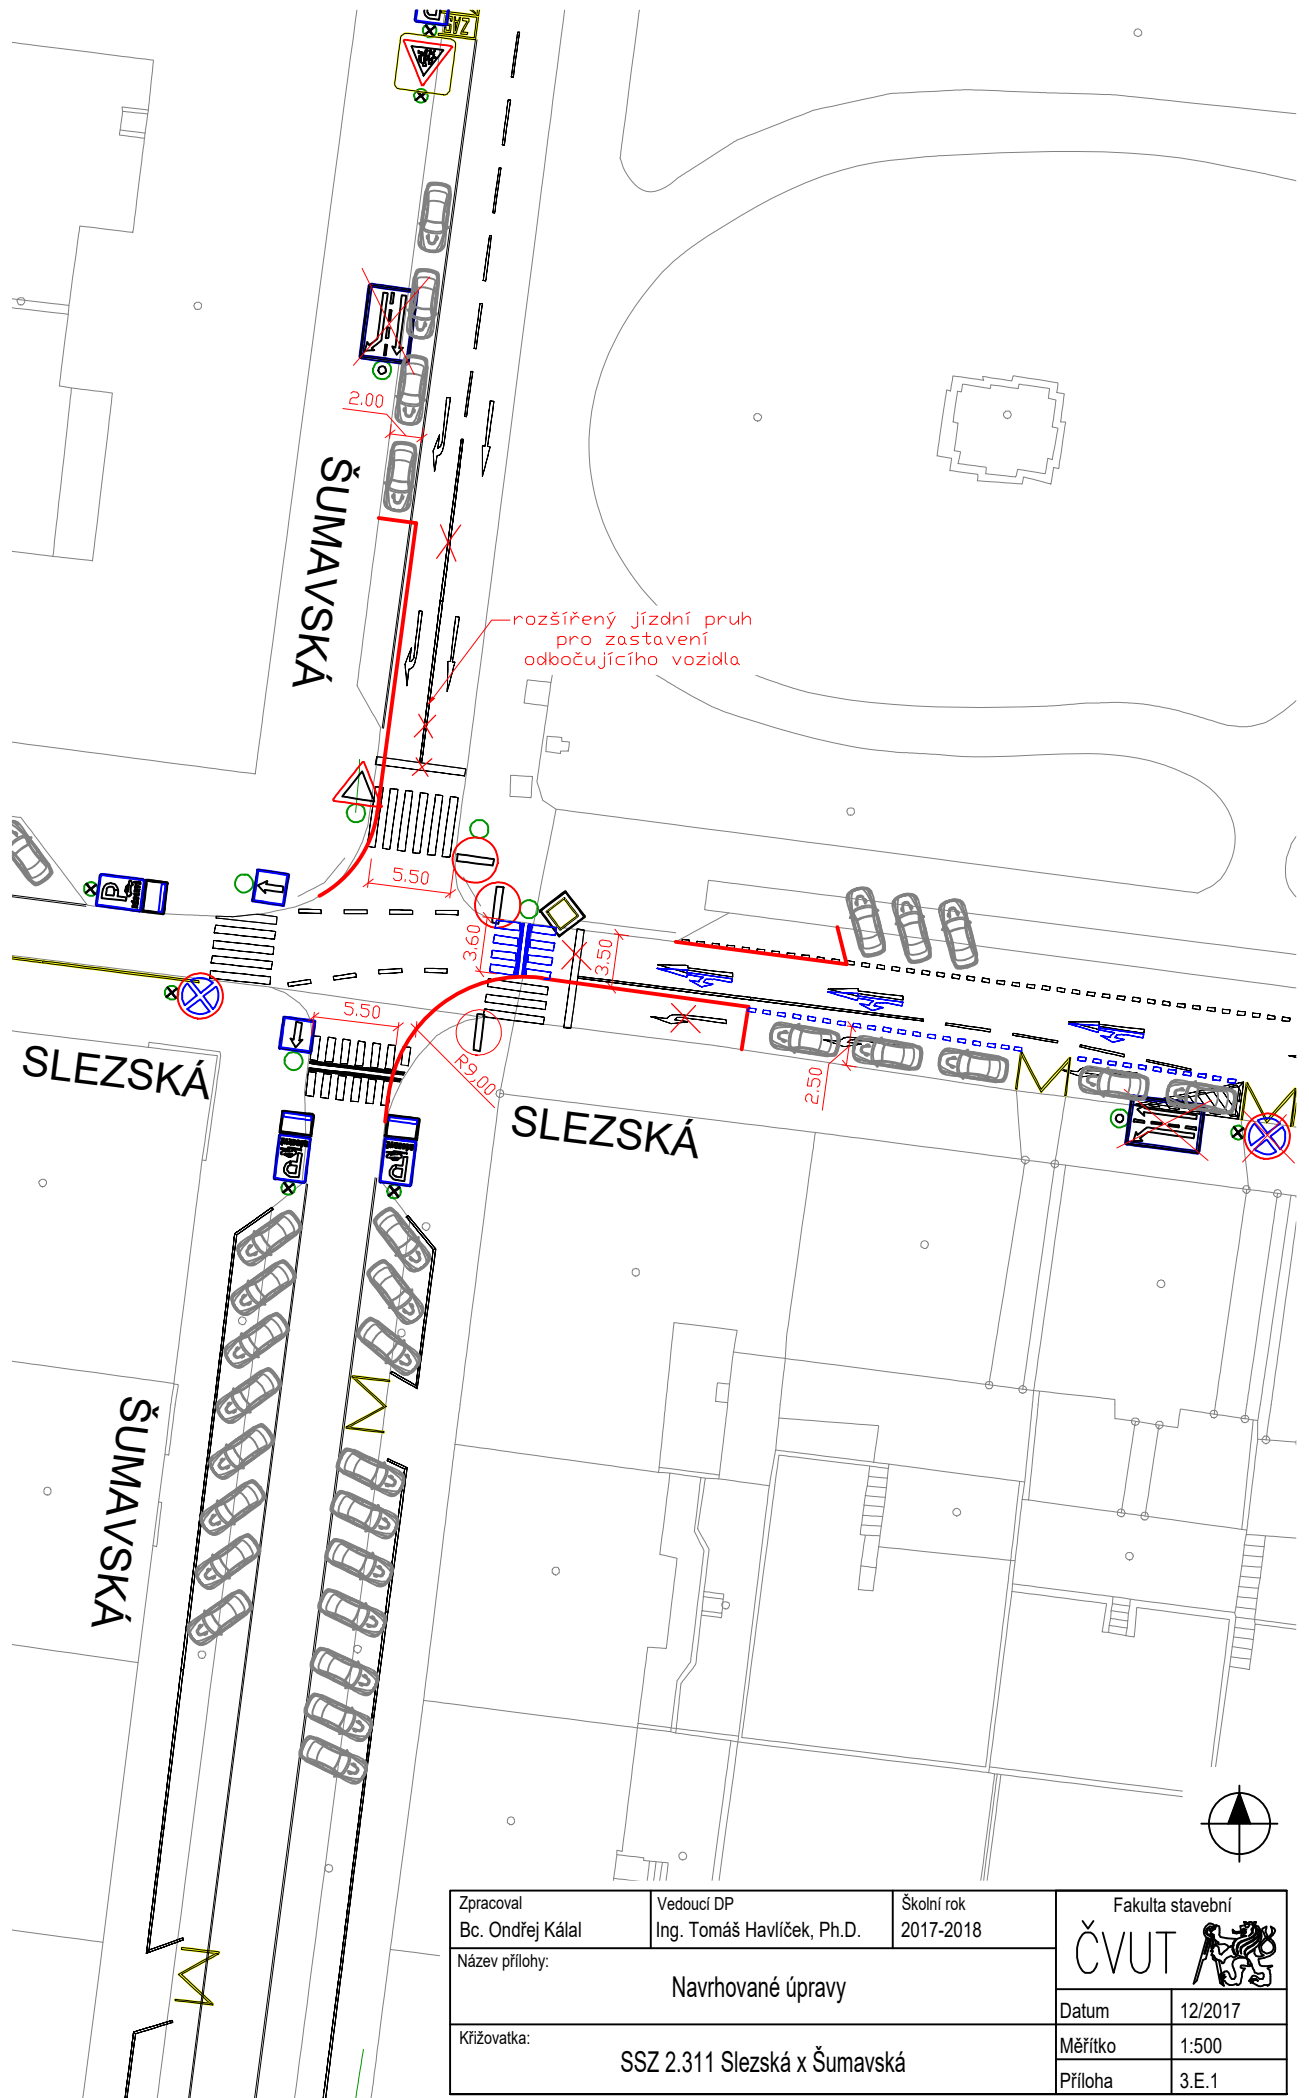 ZAS
2.00
ŠUMAVSKÁ
rozšířený jízdní pruh
pro zastavení
odbočujícího vozidla
5.50
3.60
3.50
P
5.50
R9,00
2.50
SLEZSKÁ
SLEZSKÁ
ŠUMAVSKÁ
Zpracoval
Bc. Ondřej Kálal
Vedoucí DP
Ing. Tomáš Havlíček, Ph.D.
Školní rok
2017-2018
Fakulta stavební
ČVUT
Název přílohy:
Navrhované úpravy
Datum
12/2017
Křižovatka:
SSZ 2.311 Slezská x Šumavská
Měřítko
1:500
Příloha
3.E.1